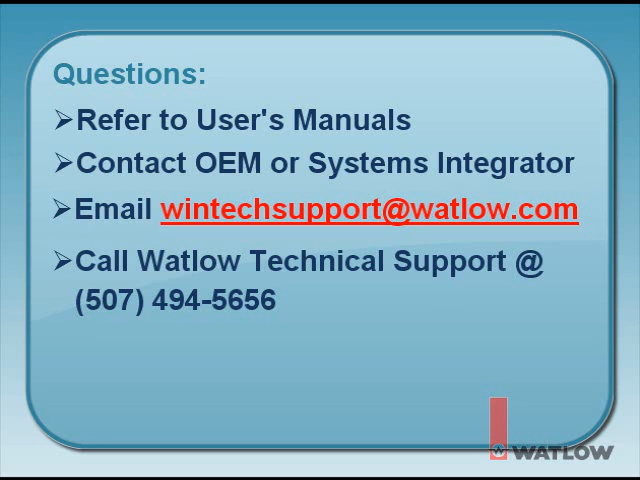 Questions:
➢Refer to User's Manuals
➢Contact OEM or Systems Integrator
➢Email wintechsupport@watlow.com
➢Call Watlow Technical Support @
(507) 494-5656
WATLOW